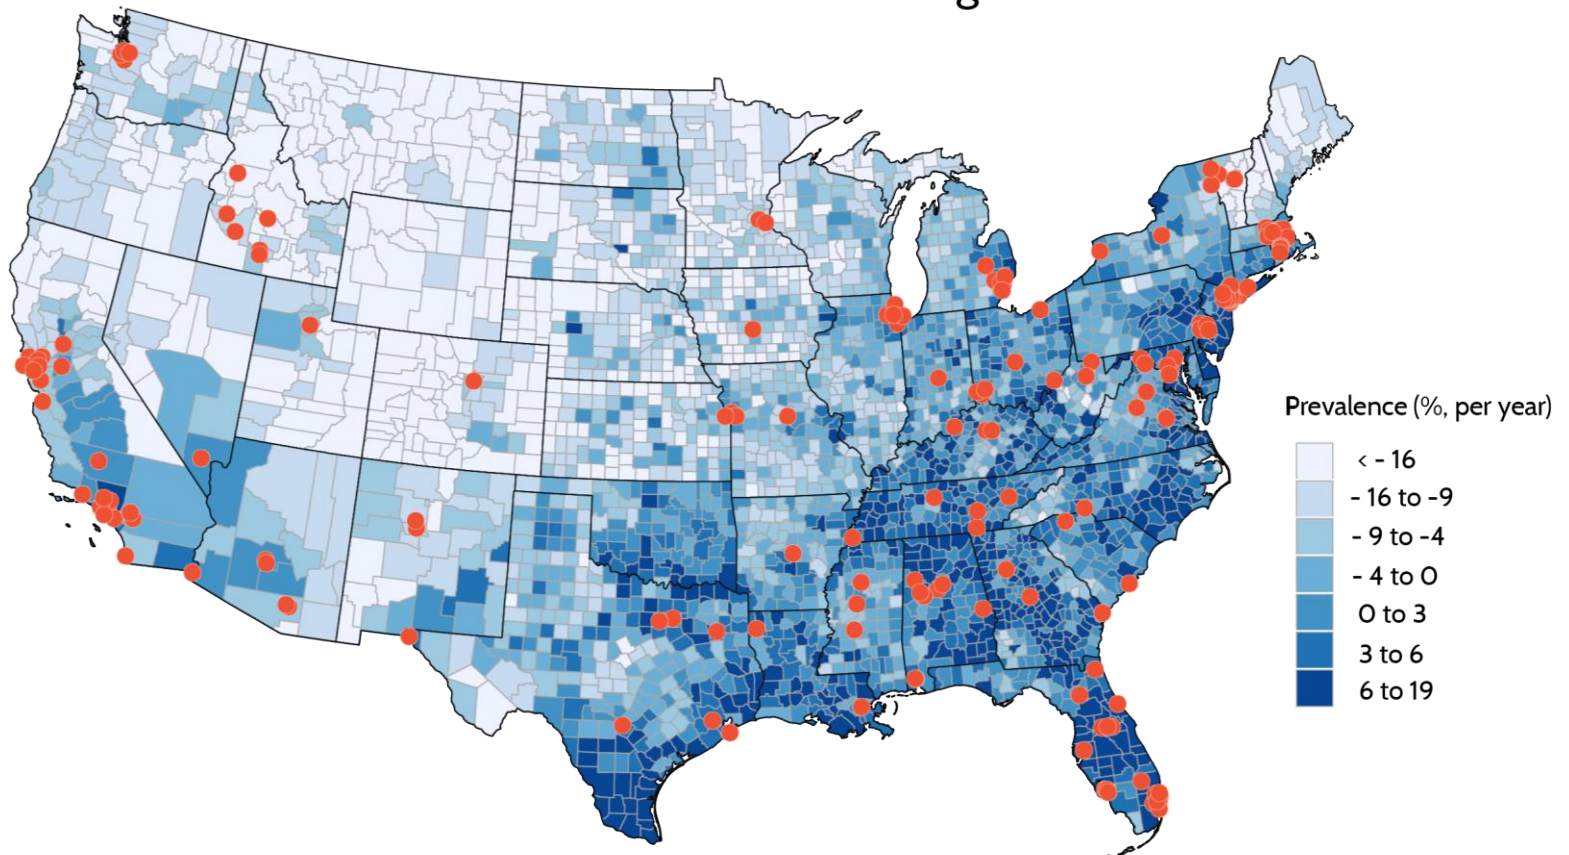 Prevalence (%, per year)
< - 16
- 16 to -9
- 9 to -4
- 4 to 0
0 to 3
3 to 6
6 to 19